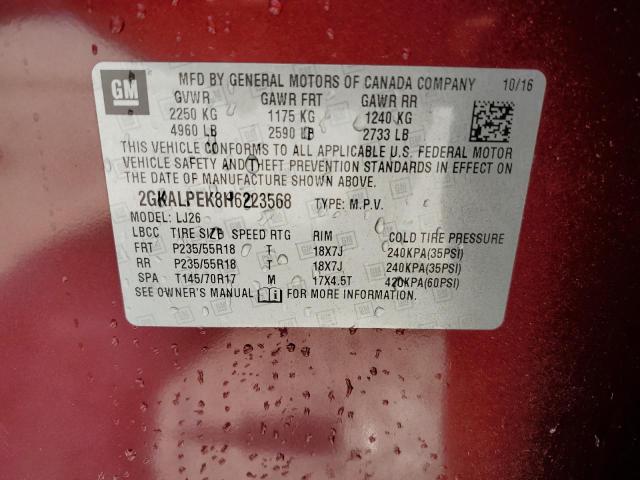 GM
MFD BY GENERAL MOTORS OF CANADA COMPANY 10/16
GVWR GAWR FRT GAWR RR
2250 KG 1175 KG 1240 KG
4960 LB 2590 LB 2733 LB
THIS VEHICLE CONFORMS TO ALL APPLICABLE U.S. FEDERAL MOTOR
VEHICLE SAFETY AND THEFT PREVENTION STANDARDS IN EFFECT ON
THE DATE OF MANUFACTURE SHOWN ABOVE.
2GKALPEK8H6223568 TYPE: M.P.V.
MODEL: LJ26
LBCC TIRE SIZE SPEED RTG RIM COLD TIRE PRESSURE
FRT P235/55R18 T 18X7J 240KPA(35PSI)
RR P235/55R18 T 18X7J 240KPA(35PSI)
SPA T145/70R17 M 17X4.5T 420KPA(60PSI)
SEE OWNER'S MANUAL FOR MORE INFORMATION.